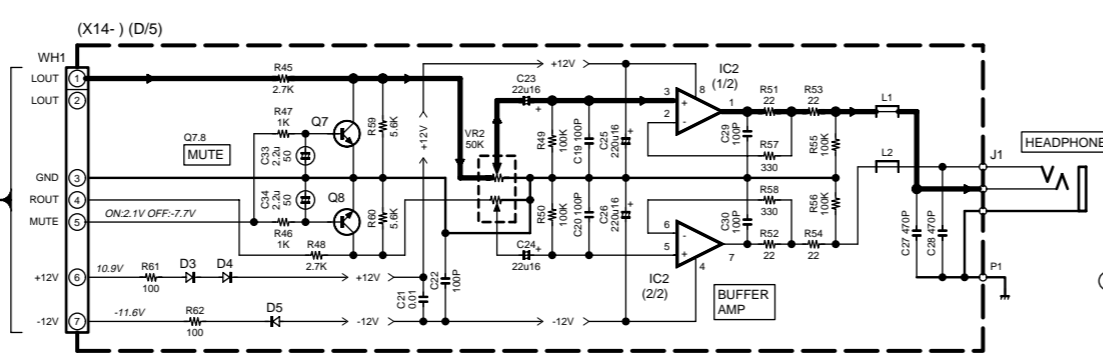 (X14- ) (D/5)
WH1
LOUT 1
LOUT 2
GND 3
ROUT 4
MUTE 5
+12V 6
-12V 7
R45
2.7K
R47
1K
Q7
Q7.8
MUTE
C33
2.2u
50
C34
2.2u
50
Q8
R46
1K
R48
2.7K
ON:2.1V OFF:-7.7V
10.9V
R61
100
D3
D4
-11.6V
R62
100
D5
R59
5.6K
R60
5.6K
+12V
+12V
+12V
-12V
-12V
C21
0.01
C22
100P
VR2
50K
C23
22u16
+
C24
22u16
+
R49
100K
R50
100K
C19 100P
C20 100P
C25
220u16
+
C26
220u16
+
IC2
(1/2)
3
+
2
-
8
1
6
-
5
+
4
7
IC2
(2/2)
C29
100P
C30
100P
R51
22
R53
22
R57
330
R58
330
R52
22
R54
22
R55
100K
R56
100K
BUFFER
AMP
L1
L2
C27 470P
C28 470P
J1
HEADPHONE
P1